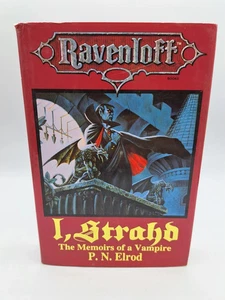 Ravenloft
I, Strahd
The Memoirs of a Vampire
P. N. Elrod